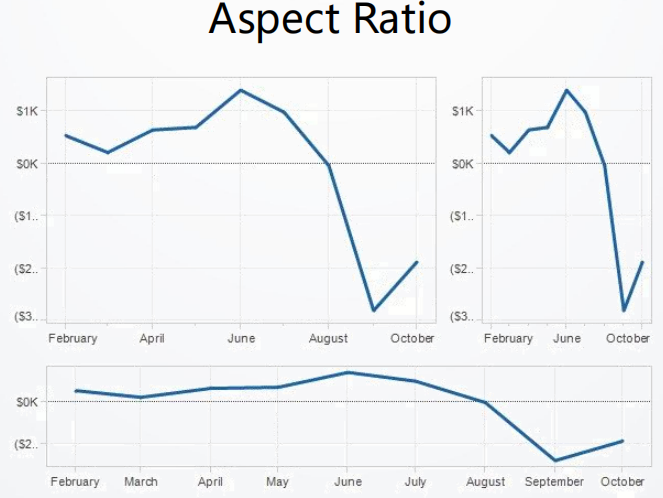 Aspect Ratio
$1K
$0K
($1..
($2..
($3..
February April June August October
$1K
$0K
($1..
($2..
($3..
February June October
$0K
($2..
February March April May June July August September October